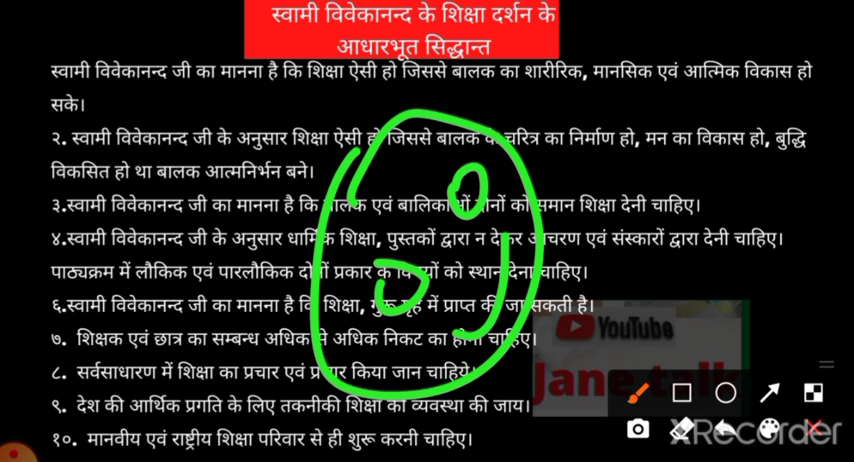 स्वामी विवेकानन्द के शिक्षा दर्शन के
आधारभूत सिद्धान्त
स्वामी विवेकानन्द जी का मानना है कि शिक्षा ऐसी हो जिससे बालक का शारीरिक, मानसिक एवं आत्मिक विकास हो
सके।
२. स्वामी विवेकानन्द जी के अनुसार शिक्षा ऐसी हो जिससे बालक के चरित्र का निर्माण हो, मन का विकास हो, बुद्धि
विकसित हो था बालक आत्मनिर्भन बने।
३.स्वामी विवेकानन्द जी का मानना है कि बालक एवं बालिकाओं दोनों को समान शिक्षा देनी चाहिए।
४.स्वामी विवेकानन्द जी के अनुसार धार्मिक शिक्षा, पुस्तकों द्वारा न देकर आचरण एवं संस्कारों द्वारा देनी चाहिए।
पाठ्यक्रम में लौकिक एवं पारलौकिक दोनों प्रकार के विषयों को स्थान देना चाहिए।
६.स्वामी विवेकानन्द जी का मानना है कि शिक्षा, गुरू गृह में प्राप्त की जा सकती है।
७. शिक्षक एवं छात्र का सम्बन्ध अधिक से अधिक निकट का होना चाहिए।
YouTube
८. सर्वसाधारण में शिक्षा का प्रचार एवं प्रसार किया जान चाहिये।
Jane talk
९. देश की आर्थिक प्रगति के लिए तकनीकी शिक्षा की व्यवस्था की जाय।
१०. मानवीय एवं राष्ट्रीय शिक्षा परिवार से ही शुरू करनी चाहिए।
XRecorder